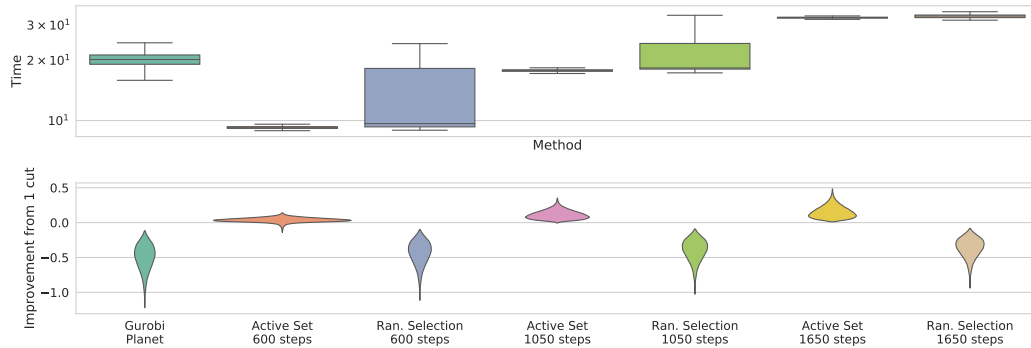 Time
3 × 10¹
2 × 10¹
10¹
Method
Improvement from 1 cut
0.5
0.0
−0.5
−1.0
Gurobi
Planet
Active Set
600 steps
Ran. Selection
600 steps
Active Set
1050 steps
Ran. Selection
1050 steps
Active Set
1650 steps
Ran. Selection
1650 steps